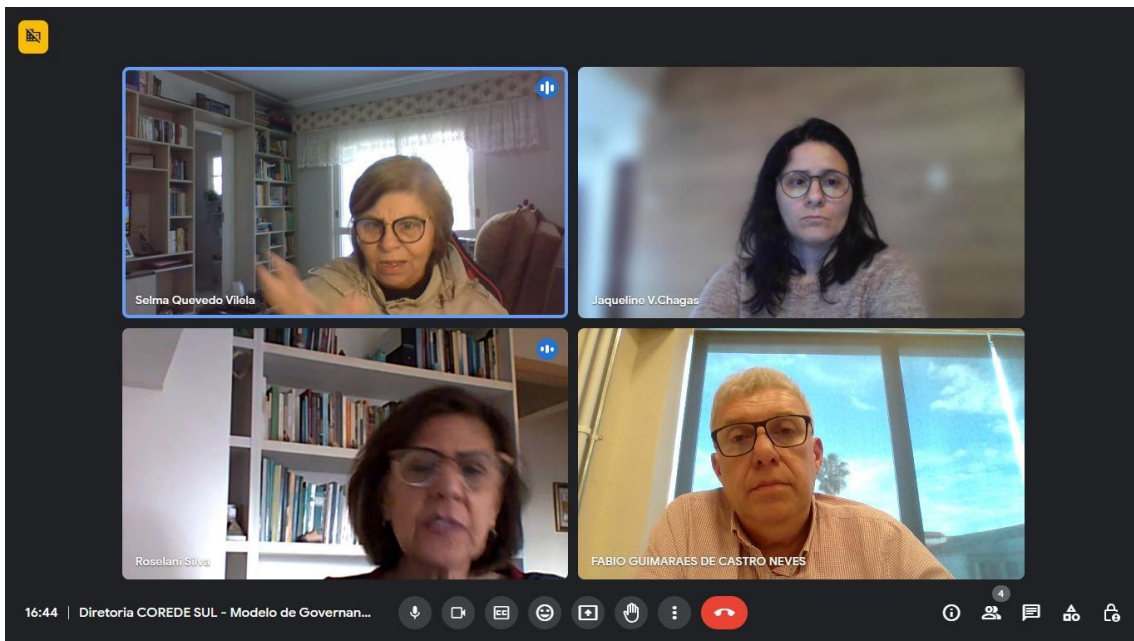 Selma Quevedo Vilela
Jaqueline V.Chagas
Roselani Silva
FABIO GUIMARAES DE CASTRO NEVES
16:44 | Diretoria COREDE SUL - Modelo de Governan...
CC
4